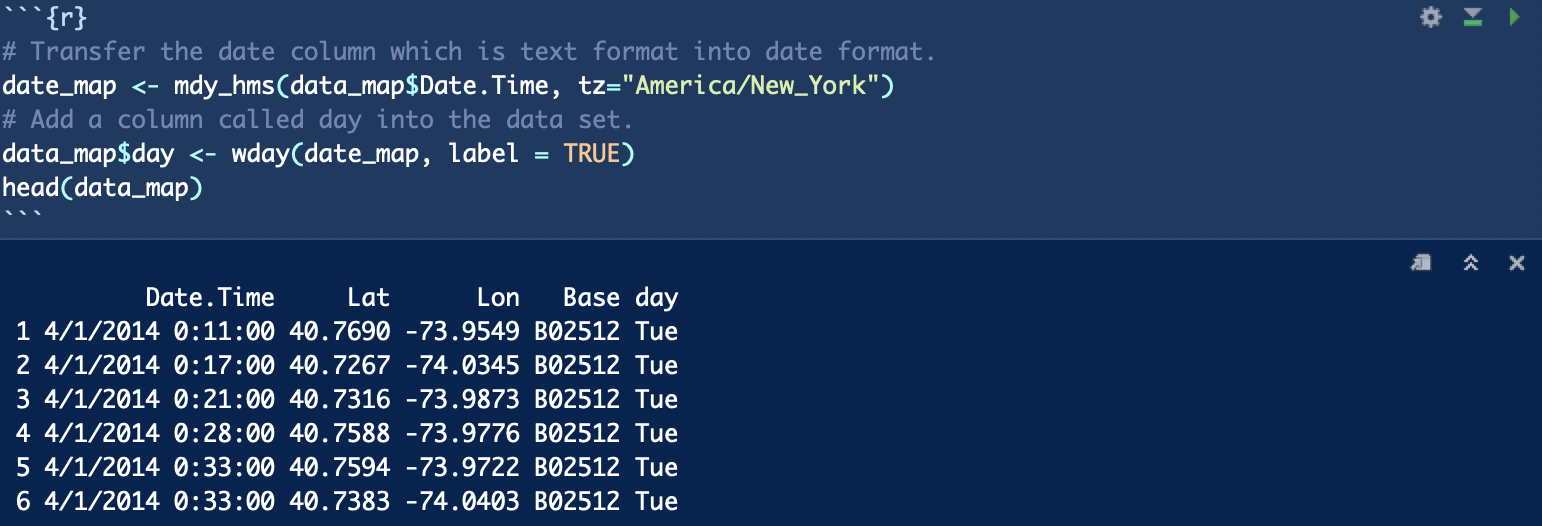 ```{r}
# Transfer the date column which is text format into date format.
date_map <- mdy_hms(data_map$Date.Time, tz="America/New_York")
# Add a column called day into the data set.
data_map$day <- wday(date_map, label = TRUE)
head(data_map)
```
Date.Time Lat Lon Base day
1 4/1/2014 0:11:00 40.7690 -73.9549 B02512 Tue
2 4/1/2014 0:17:00 40.7267 -74.0345 B02512 Tue
3 4/1/2014 0:21:00 40.7316 -73.9873 B02512 Tue
4 4/1/2014 0:28:00 40.7588 -73.9776 B02512 Tue
5 4/1/2014 0:33:00 40.7594 -73.9722 B02512 Tue
6 4/1/2014 0:33:00 40.7383 -74.0403 B02512 Tue